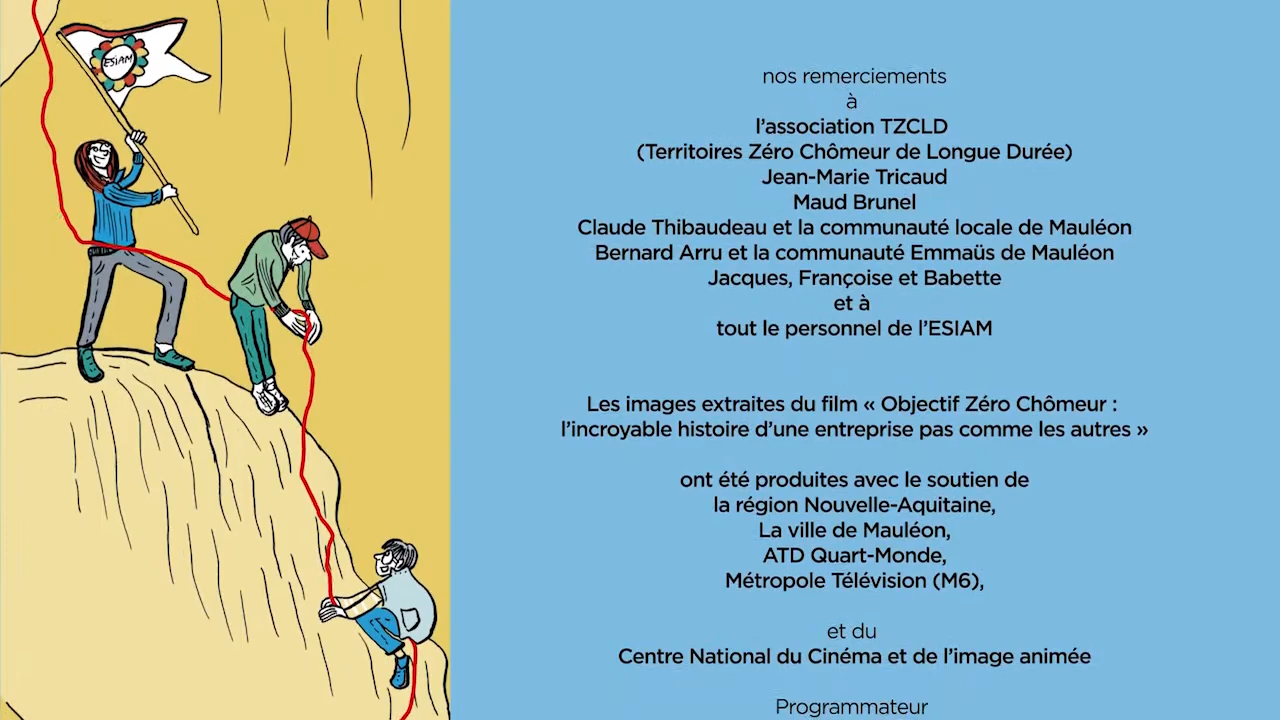 ESIAM
nos remerciements
à
l'association TZCLD
(Territoires Zéro Chômeur de Longue Durée)
Jean-Marie Tricaud
Maud Brunel
Claude Thibaudeau et la communauté locale de Mauléon
Bernard Arru et la communauté Emmaüs de Mauléon
Jacques, Françoise et Babette
et à
tout le personnel de l'ESIAM
Les images extraites du film « Objectif Zéro Chômeur :
l'incroyable histoire d'une entreprise pas comme les autres »
ont été produites avec le soutien de
la région Nouvelle-Aquitaine,
La ville de Mauléon,
ATD Quart-Monde,
Métropole Télévision (M6),
et du
Centre National du Cinéma et de l'image animée
Programmateur